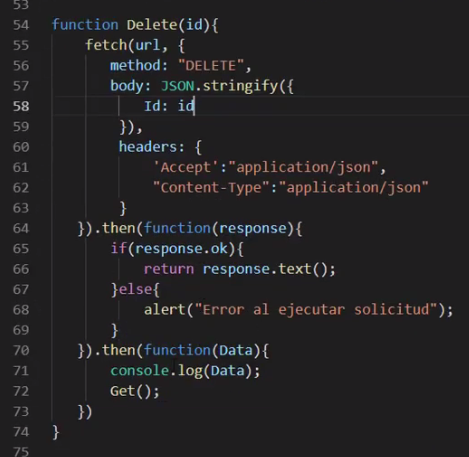 53
54 function Delete(id){
55     fetch(url, {
56        method: "DELETE",
57        body: JSON.stringify({
58            Id: id
59         }),
60         headers: {
61             'Accept':"application/json",
62             "Content-Type":"application/json"
63         }
64    }).then(function(response){
65        if(response.ok){
66            return response.text();
67        }else{
68            alert("Error al ejecutar solicitud");
69        }
70    }).then(function(Data){
71        console.log(Data);
72        Get();
73    })
74 }
75